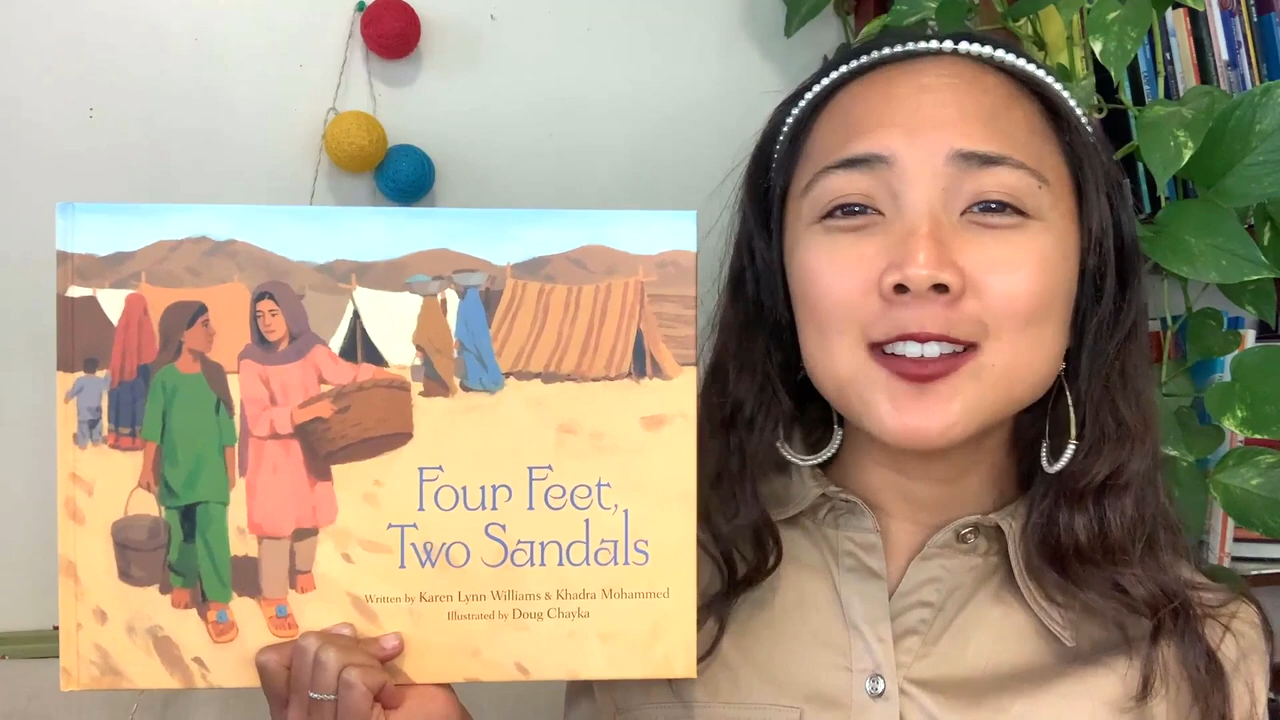 Four Feet,
Two Sandals
Written by Karen Lynn Williams & Khadra Mohammed
Illustrated by Doug Chayka